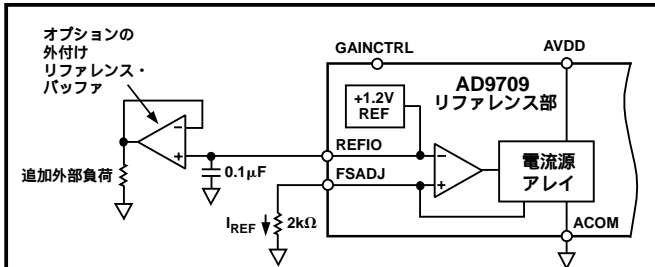 オプションの
外付け
リファレンス・
バッファ
追加外部負荷
0.1μF
IREF
2kΩ
GAINCTRL
AVDD
+1.2V
REF
AD9709
リファレンス部
REFIO
FSADJ
電流源
アレイ
ACOM